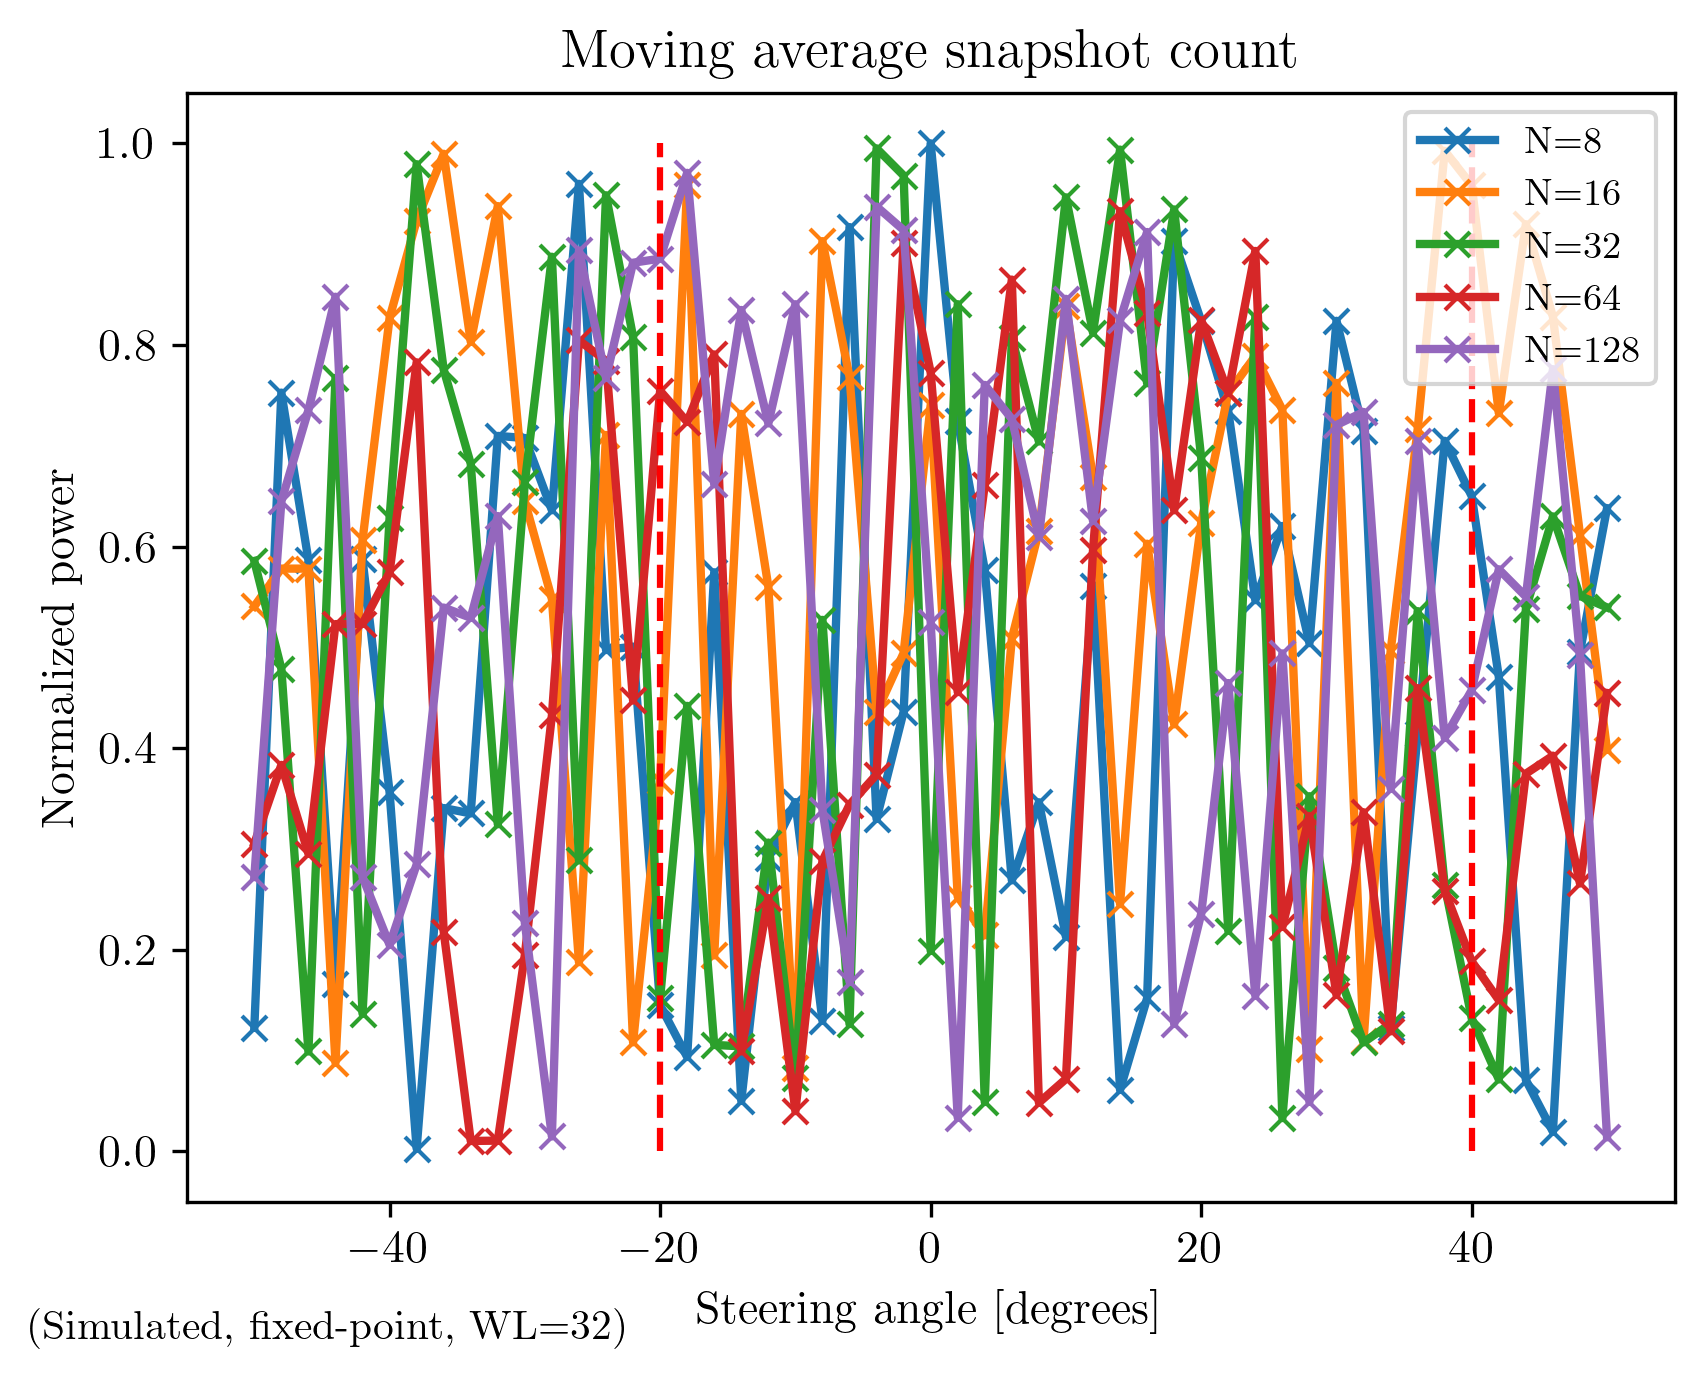 Moving average snapshot count
Normalized power
1.0
0.8
0.6
0.4
0.2
0.0
N=8
N=16
N=32
N=64
N=128
−40
−20
0
20
40
Steering angle [degrees]
(Simulated, fixed-point, WL=32)